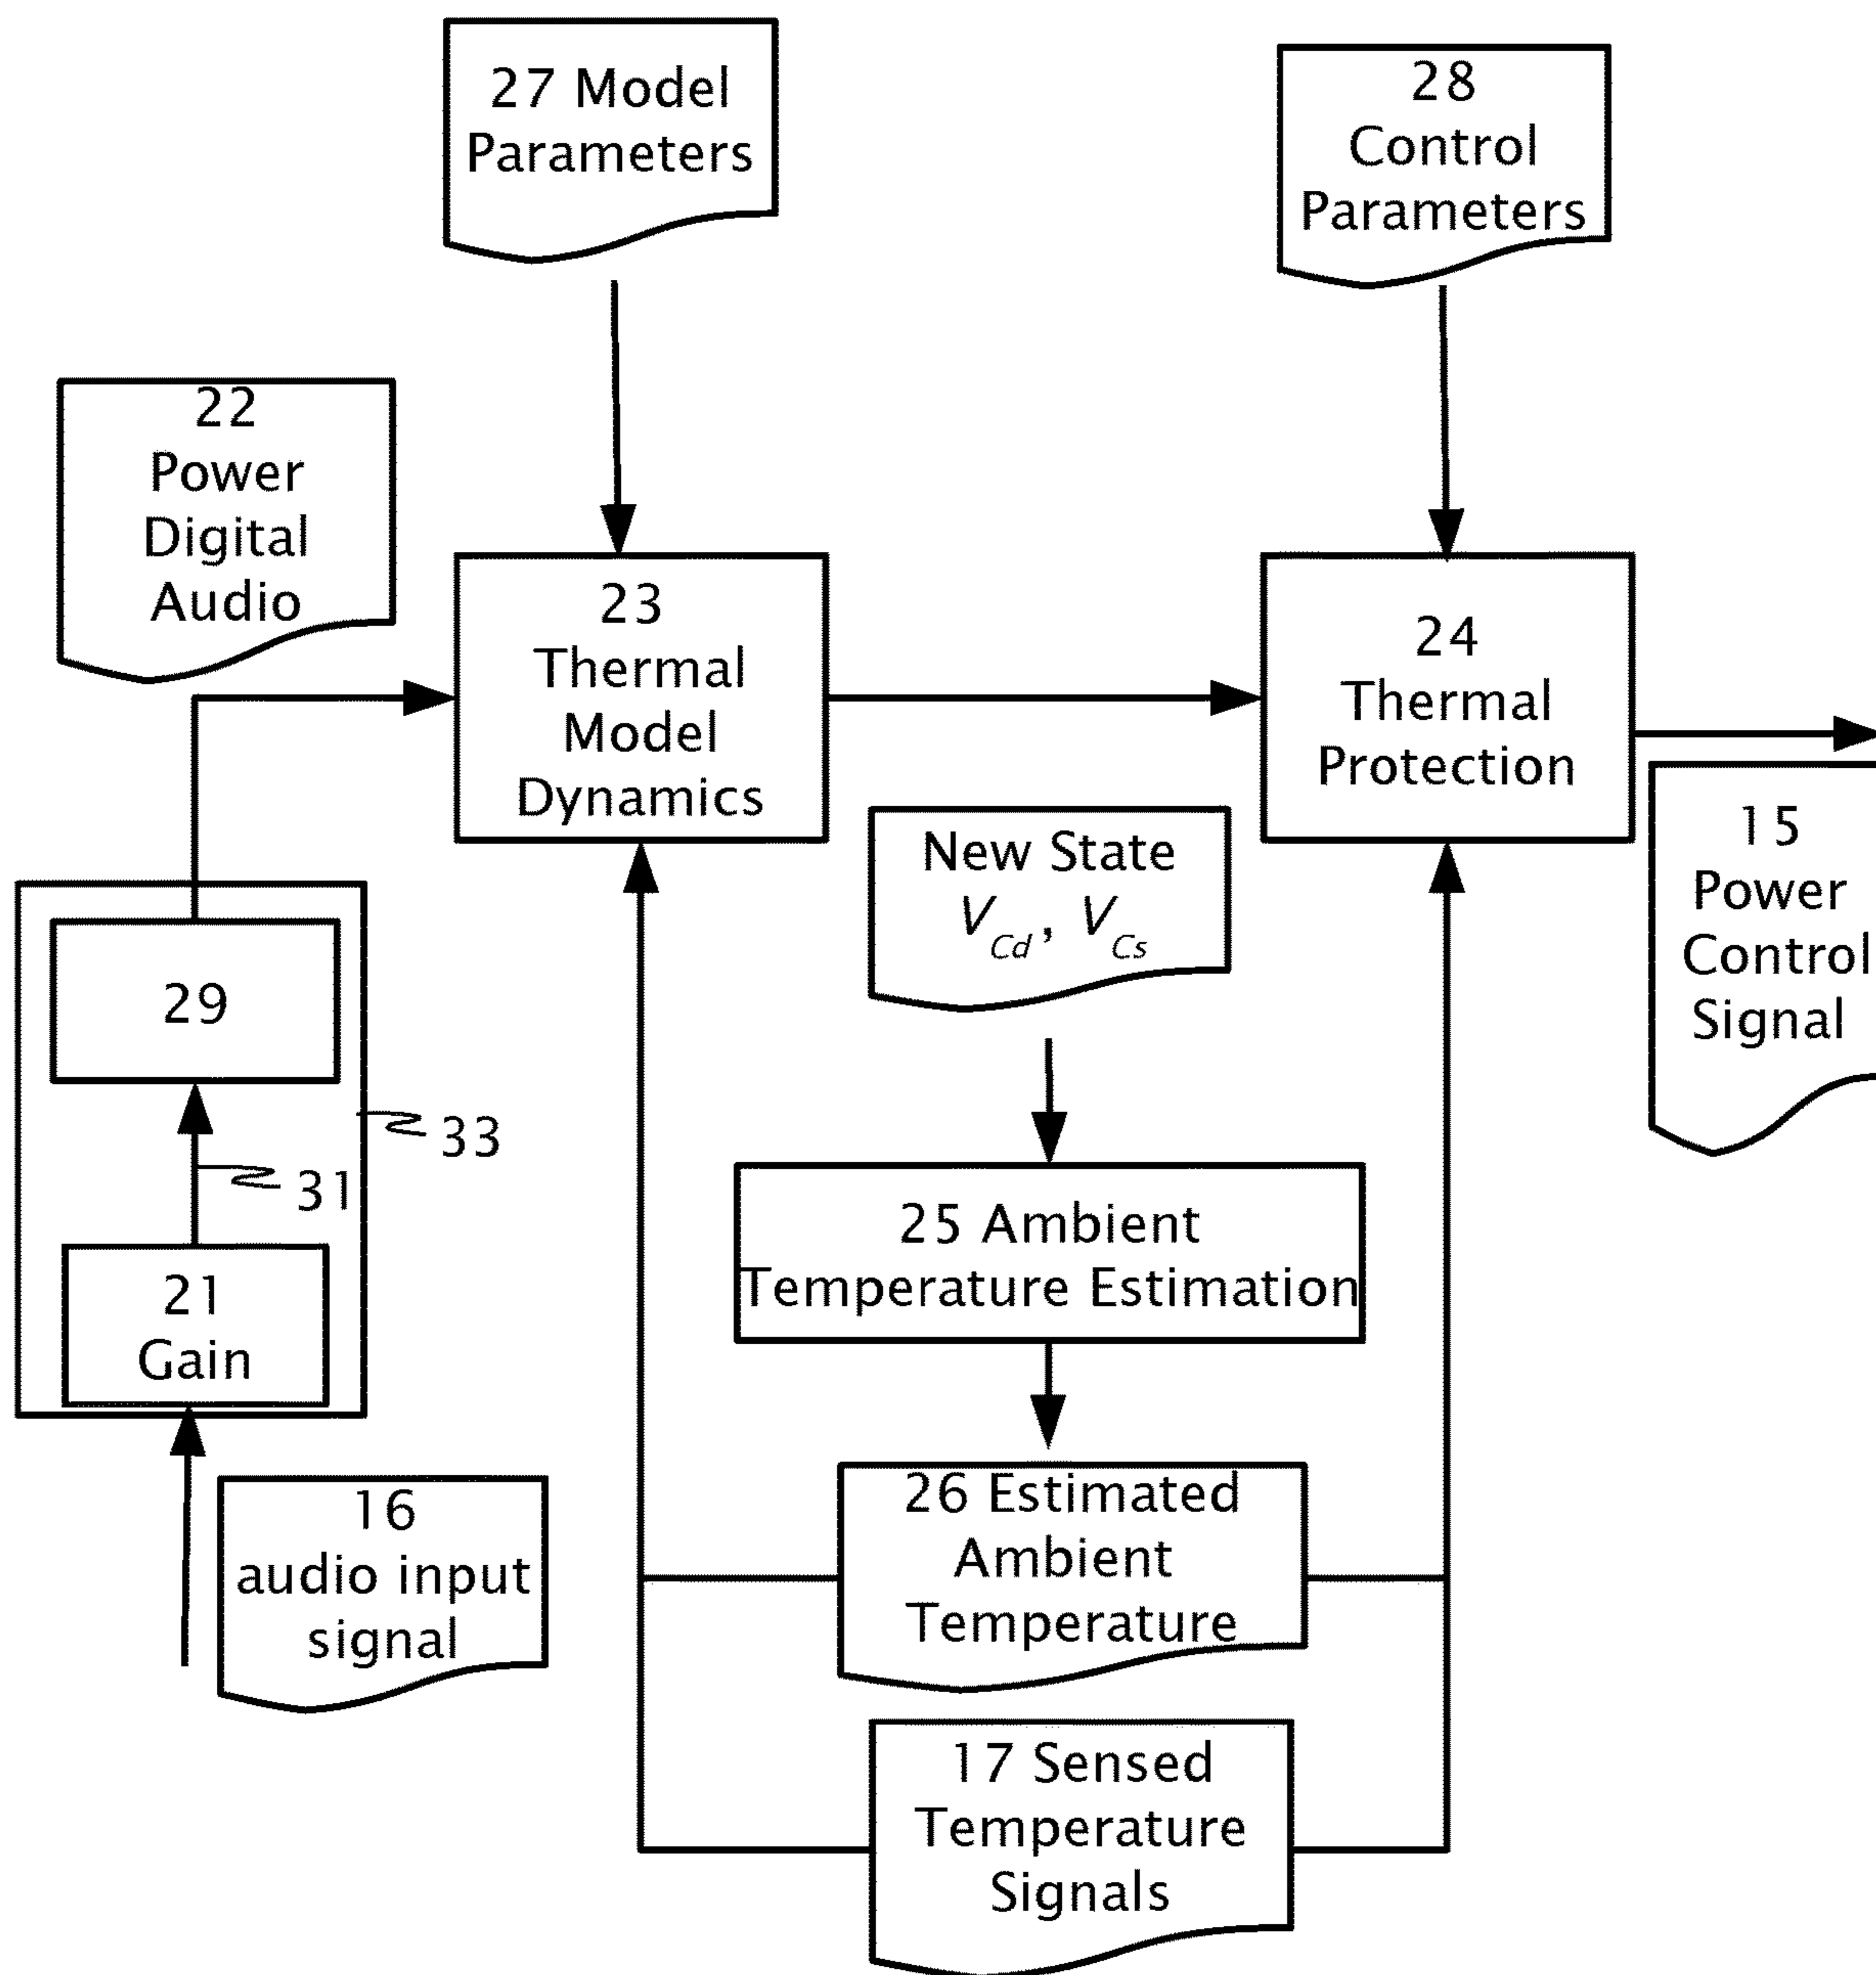 27 Model
Parameters
28
Control
Parameters
22
Power
Digital
Audio
23
Thermal
Model
Dynamics
24
Thermal
Protection
New State
V_Cd, V_Cs
15
Power
Control
Signal
29
33
31
21
Gain
25 Ambient
Temperature Estimation
16
audio input
signal
26 Estimated
Ambient
Temperature
17 Sensed
Temperature
Signals